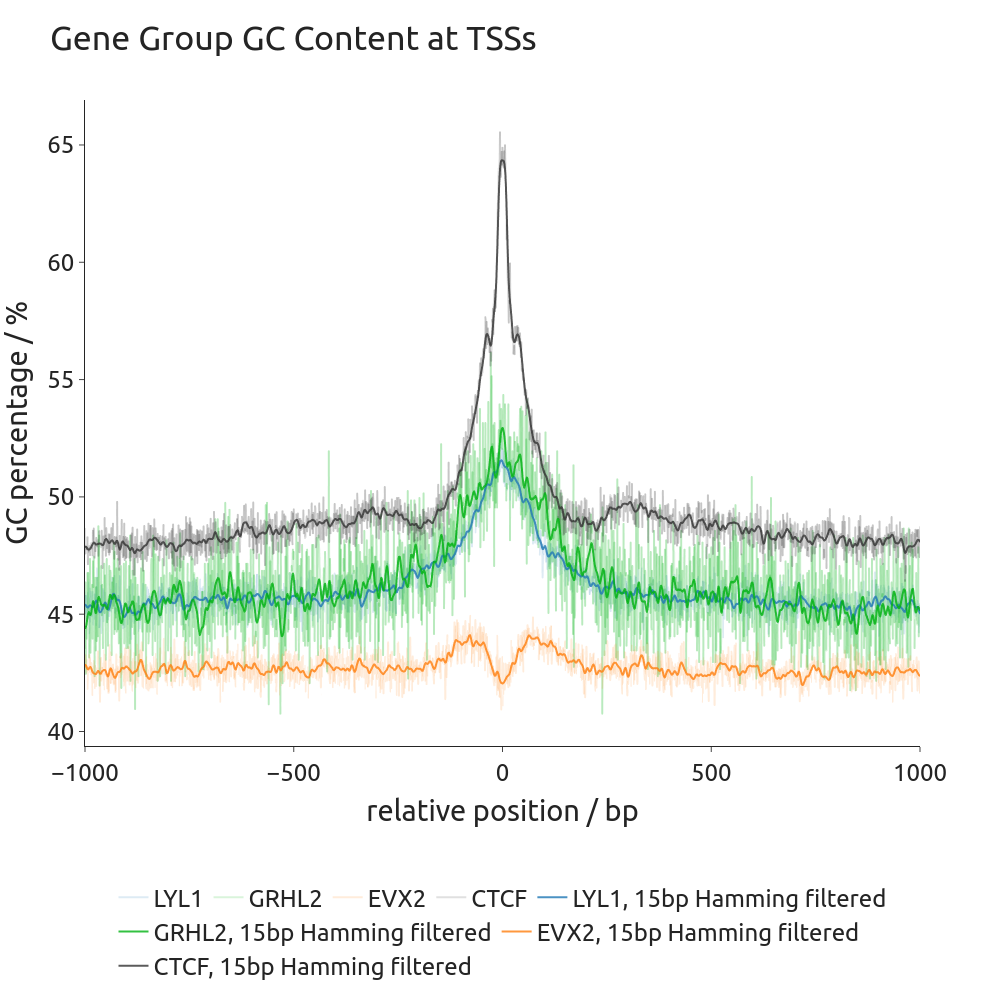 Gene Group GC Content at TSSs
65
60
55
50
45
40
GC percentage / %
−1000
−500
0
500
1000
relative position / bp
LYL1 GRHL2 EVX2 CTCF LYL1, 15bp Hamming filtered
GRHL2, 15bp Hamming filtered EVX2, 15bp Hamming filtered
CTCF, 15bp Hamming filtered